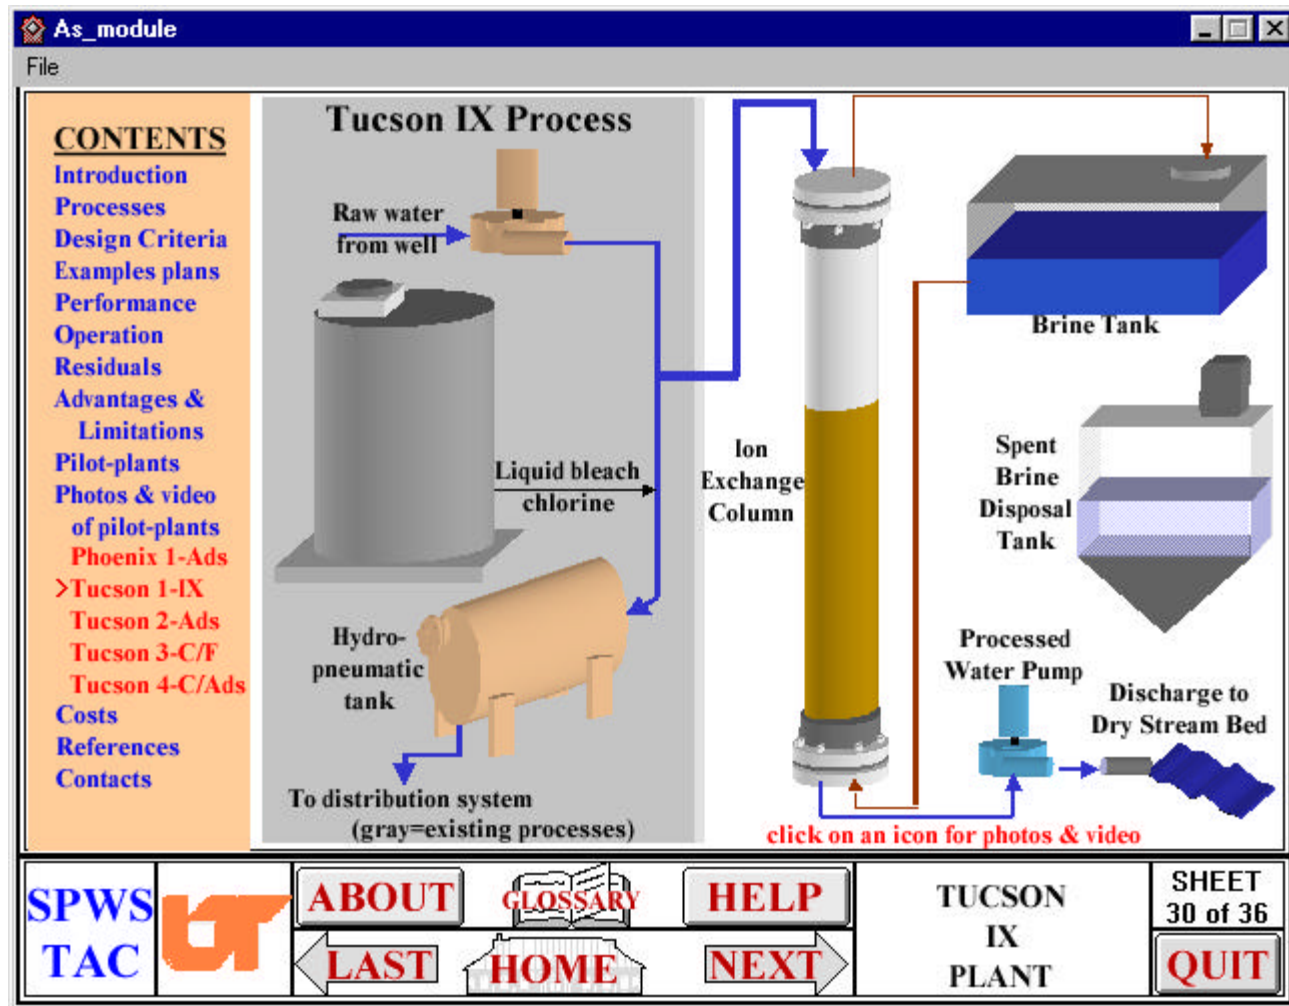 As_module
File
CONTENTS
Introduction
Processes
Design Criteria
Examples plans
Performance
Operation
Residuals
Advantages &
Limitations
Pilot-plants
Photos & video
of pilot-plants
Phoenix 1-Ads
>Tucson 1-IX
Tucson 2-Ads
Tucson 3-C/F
Tucson 4-C/Ads
Costs
References
Contacts
Tucson IX Process
Raw water
from well
Liquid bleach
chlorine
Hydro-
pneumatic
tank
To distribution system
(gray=existing processes)
Ion
Exchange
Column
Brine Tank
Spent
Brine
Disposal
Tank
Processed
Water Pump
Discharge to
Dry Stream Bed
click on an icon for photos & video
SPWS
TAC
UT
ABOUT
GLOSSARY
HELP
LAST
HOME
NEXT
TUCSON
IX
PLANT
SHEET
30 of 36
QUIT